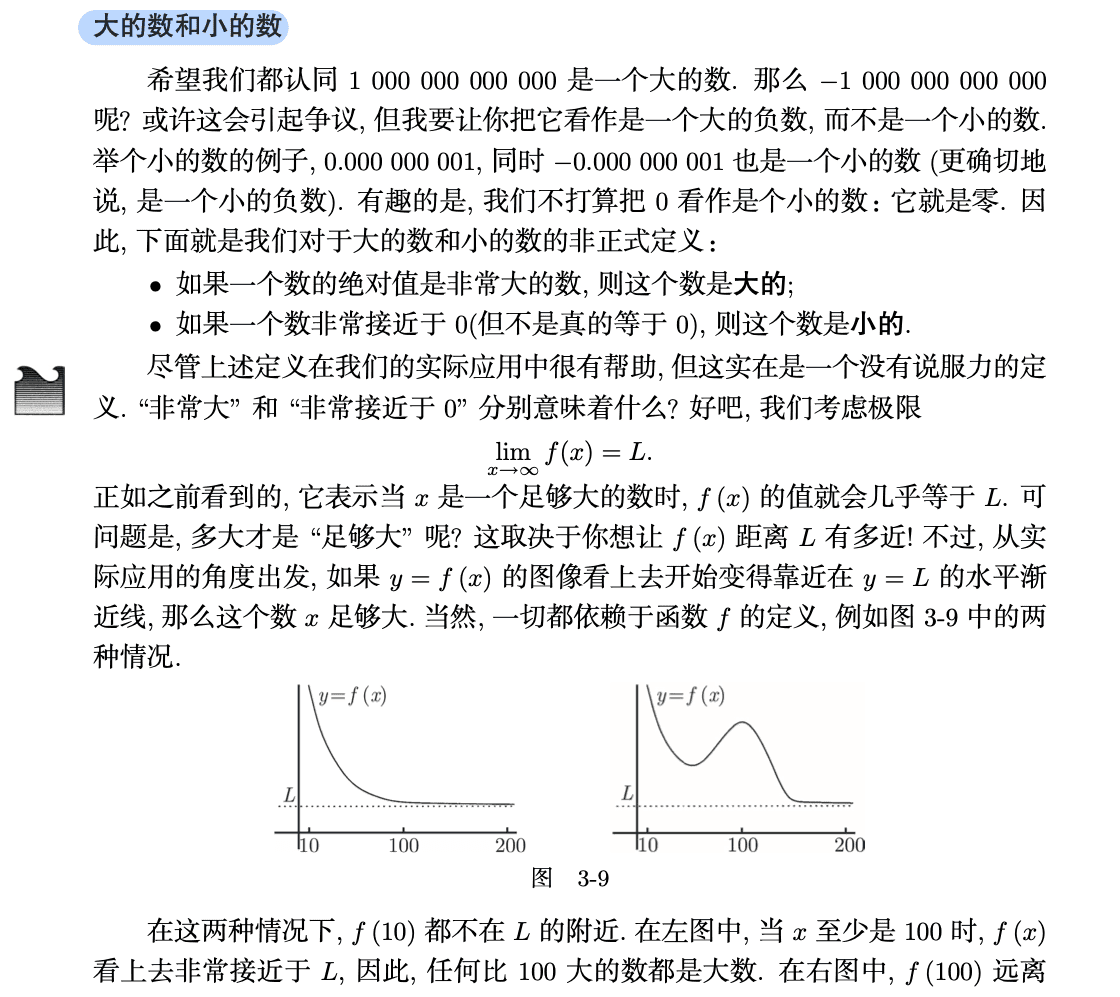 大的数和小的数
希望我们都认同 1 000 000 000 000 是一个大的数. 那么 −1 000 000 000 000
呢? 或许这会引起争议, 但我要让你把它看作是一个大的负数, 而不是一个小的数.
举个小的数的例子, 0.000 000 001, 同时 −0.000 000 001 也是一个小的数 (更确切地
说, 是一个小的负数). 有趣的是, 我们不打算把 0 看作是个小的数: 它就是零. 因
此, 下面就是我们对于大的数和小的数的非正式定义:
• 如果一个数的绝对值是非常大的数, 则这个数是大的;
• 如果一个数非常接近于 0(但不是真的等于 0), 则这个数是小的.
尽管上述定义在我们的实际应用中很有帮助, 但这实在是一个没有说服力的定
义. “非常大” 和 “非常接近于 0” 分别意味着什么? 好吧, 我们考虑极限
lim f(x) = L.
x→∞
正如之前看到的, 它表示当 x 是一个足够大的数时, f (x) 的值就会几乎等于 L. 可
问题是, 多大才是 “足够大” 呢? 这取决于你想让 f (x) 距离 L 有多近! 不过, 从实
际应用的角度出发, 如果 y = f (x) 的图像看上去开始变得靠近在 y = L 的水平渐
近线, 那么这个数 x 足够大. 当然, 一切都依赖于函数 f 的定义, 例如图 3-9 中的两
种情况.
y=f (x)
L
10 100 200
y=f (x)
L
10 100 200
图 3-9
在这两种情况下, f (10) 都不在 L 的附近. 在左图中, 当 x 至少是 100 时, f (x)
看上去非常接近于 L, 因此, 任何比 100 大的数都是大数. 在右图中, f (100) 远离